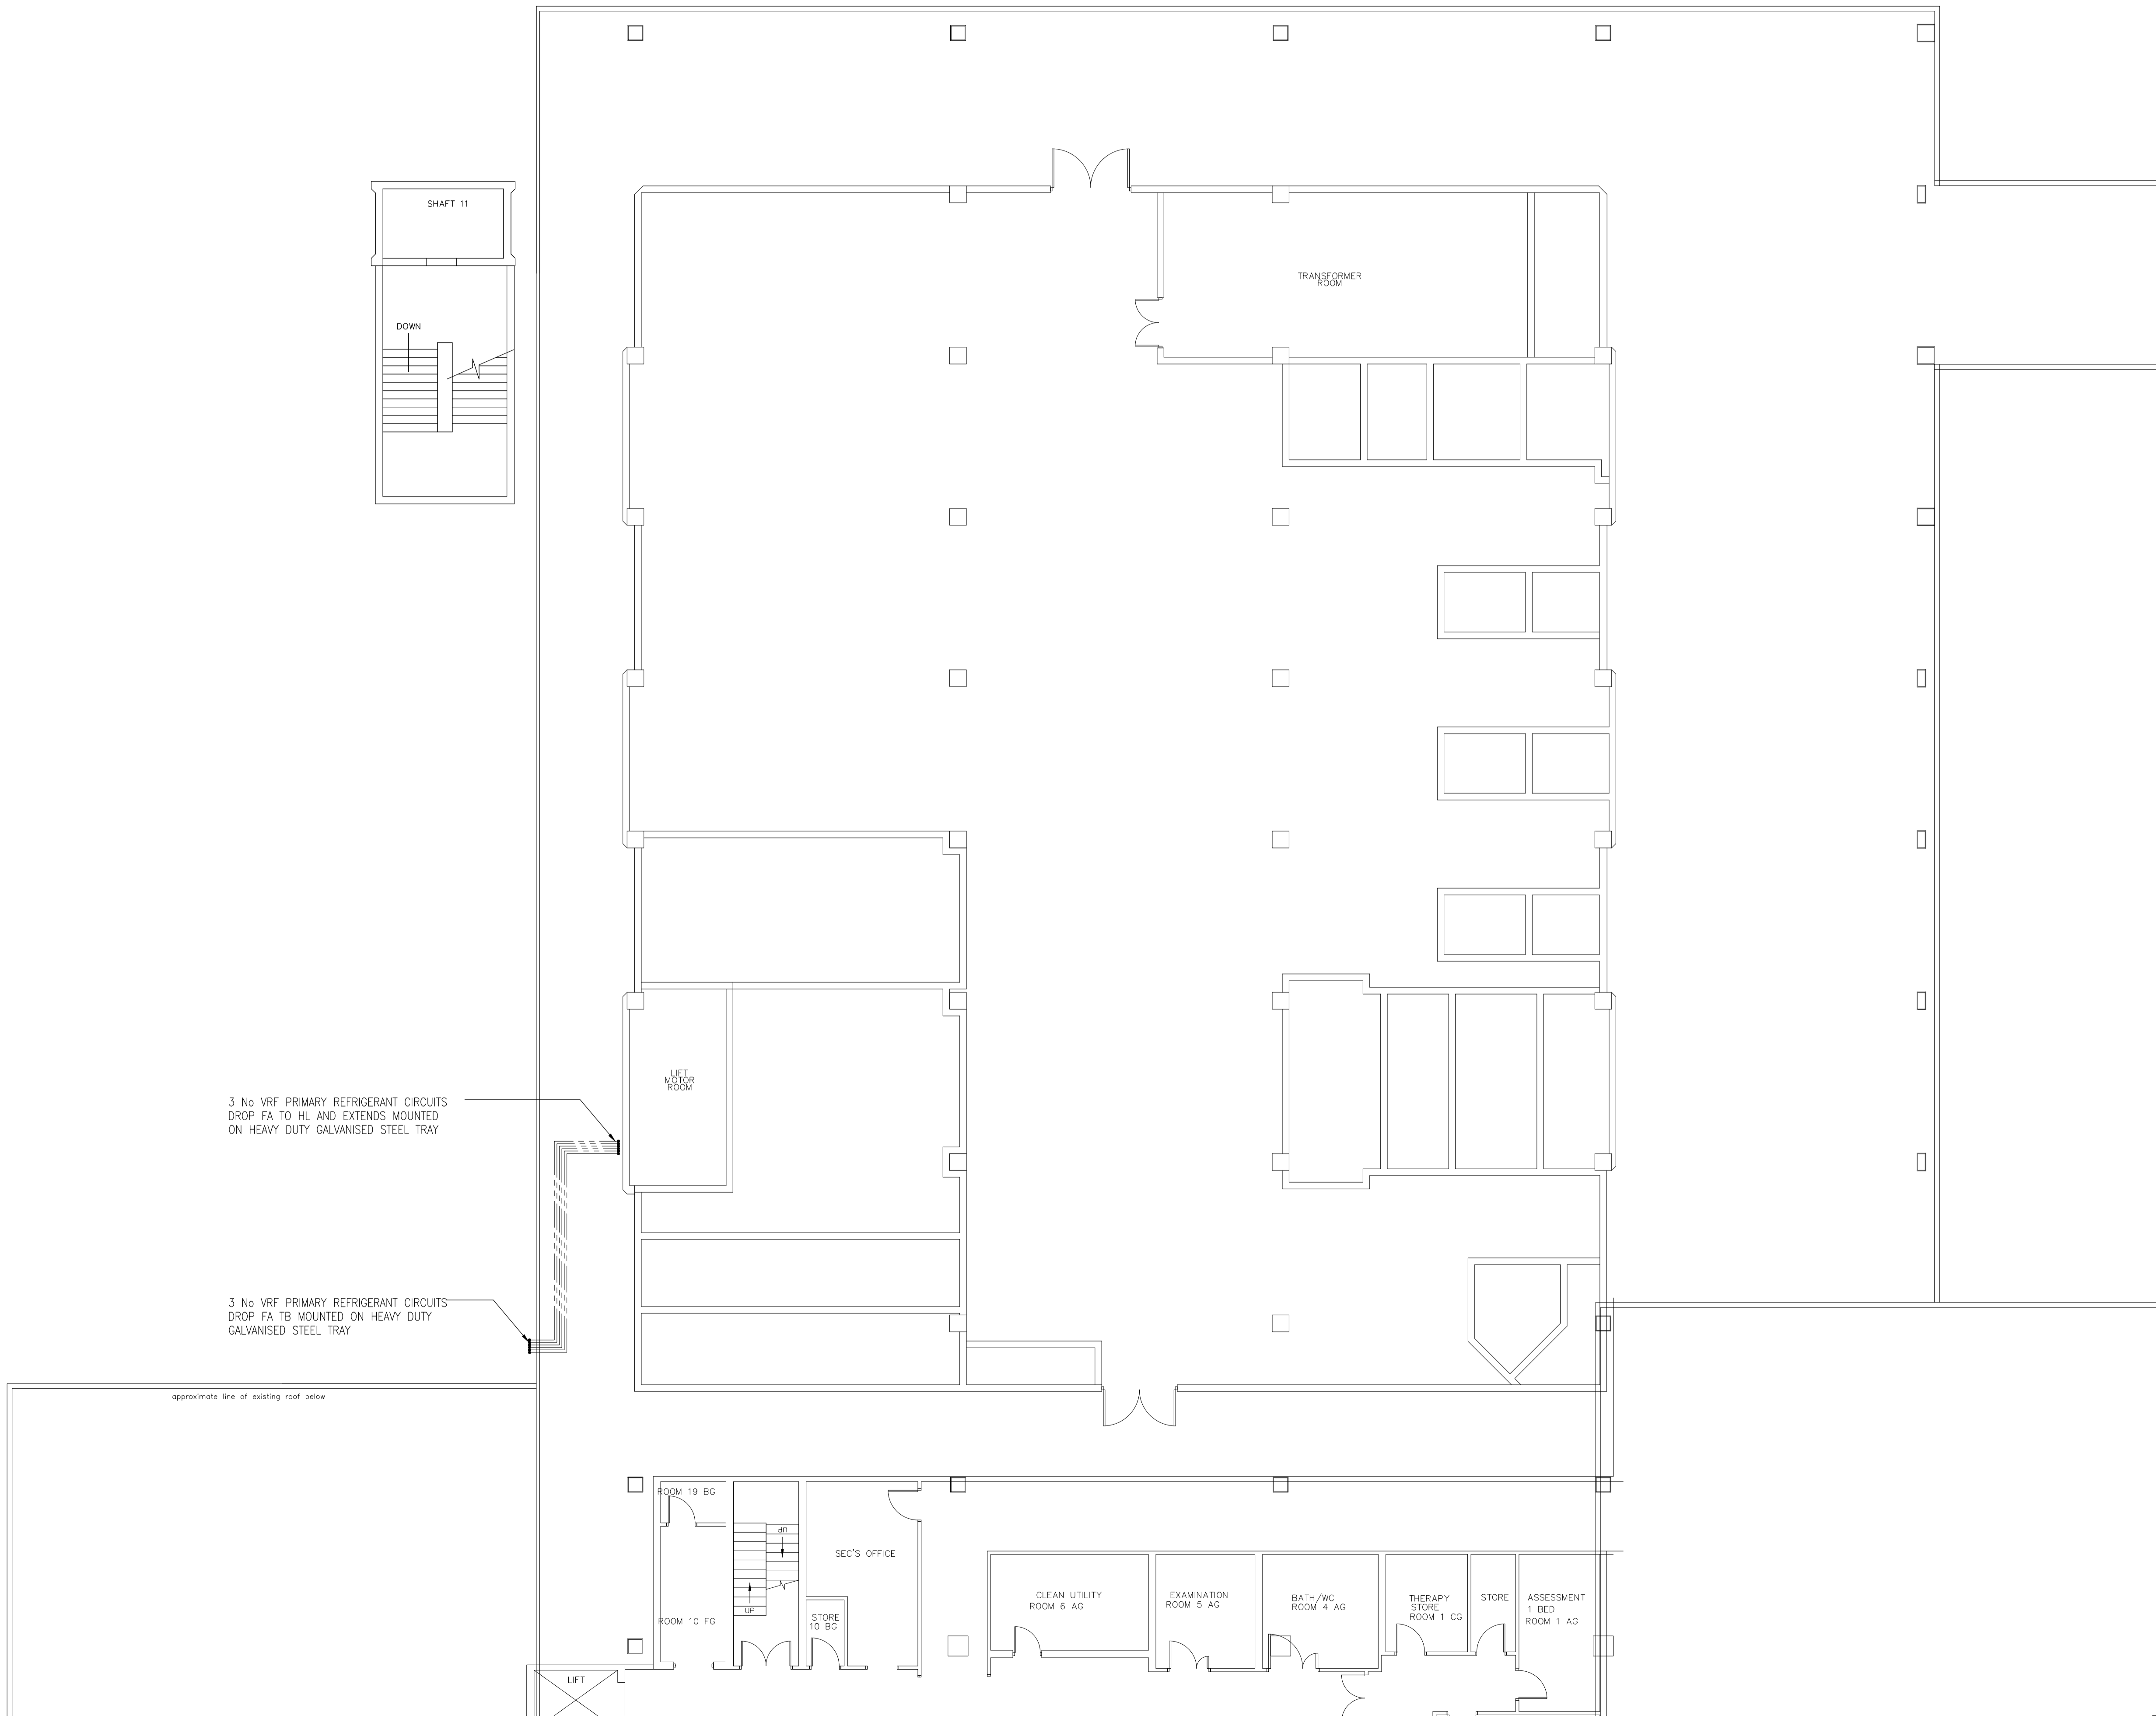 SHAFT 11
DOWN
TRANSFORMER
ROOM
LIFT
MOTOR
ROOM
3 No VRF PRIMARY REFRIGERANT CIRCUITS
DROP FA TO HL AND EXTENDS MOUNTED
ON HEAVY DUTY GALVANISED STEEL TRAY
3 No VRF PRIMARY REFRIGERANT CIRCUITS
DROP FA TB MOUNTED ON HEAVY DUTY
GALVANISED STEEL TRAY
approximate line of existing roof below
ROOM 19 BG
UP
SEC'S OFFICE
ROOM 10 FG
UP
STORE
10 BG
CLEAN UTILITY
ROOM 6 AG
EXAMINATION
ROOM 5 AG
BATH/WC
ROOM 4 AG
THERAPY
STORE
ROOM 1 CG
STORE
ASSESSMENT
1 BED
ROOM 1 AG
LIFT